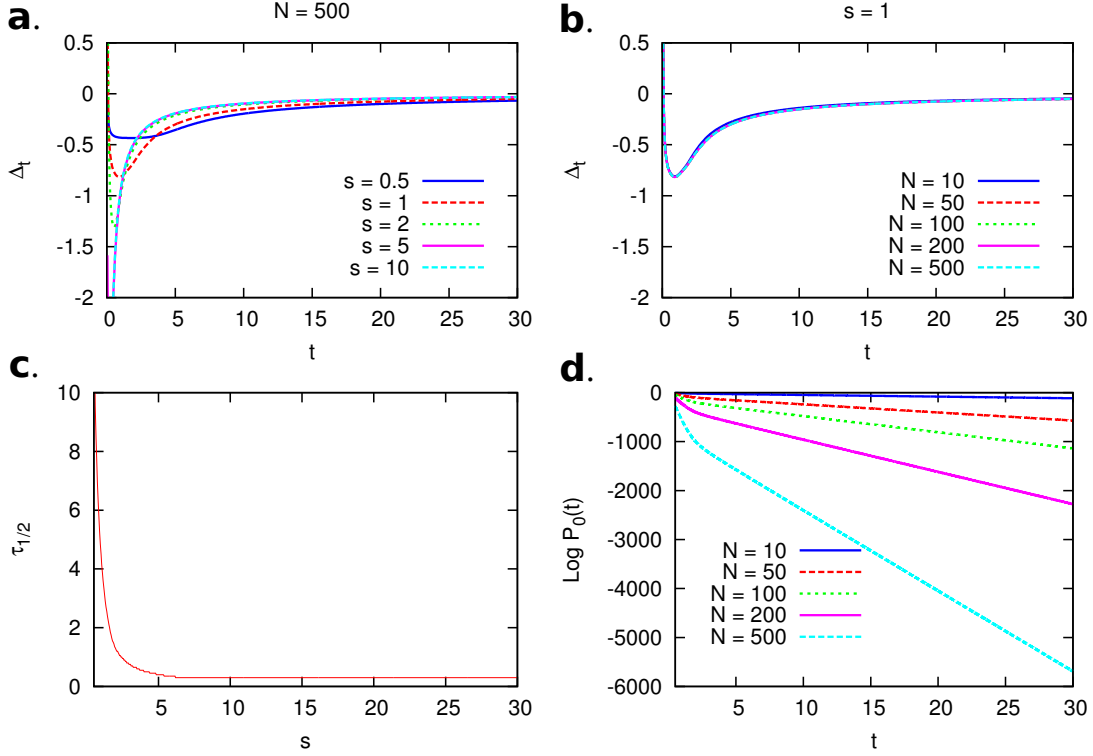 a.
N = 500
0.5
0
-0.5
-1
-1.5
-2
Δt
s = 0.5
s = 1
s = 2
s = 5
s = 10
0 5 10 15 20 25 30
t
b.
s = 1
0.5
0
-0.5
-1
-1.5
-2
Δt
N = 10
N = 50
N = 100
N = 200
N = 500
0 5 10 15 20 25 30
t
c.
10
8
6
4
2
0
τ1/2
5 10 15 20 25 30
s
d.
0
-1000
-2000
-3000
-4000
-5000
-6000
Log P0(t)
N = 10
N = 50
N = 100
N = 200
N = 500
5 10 15 20 25 30
t